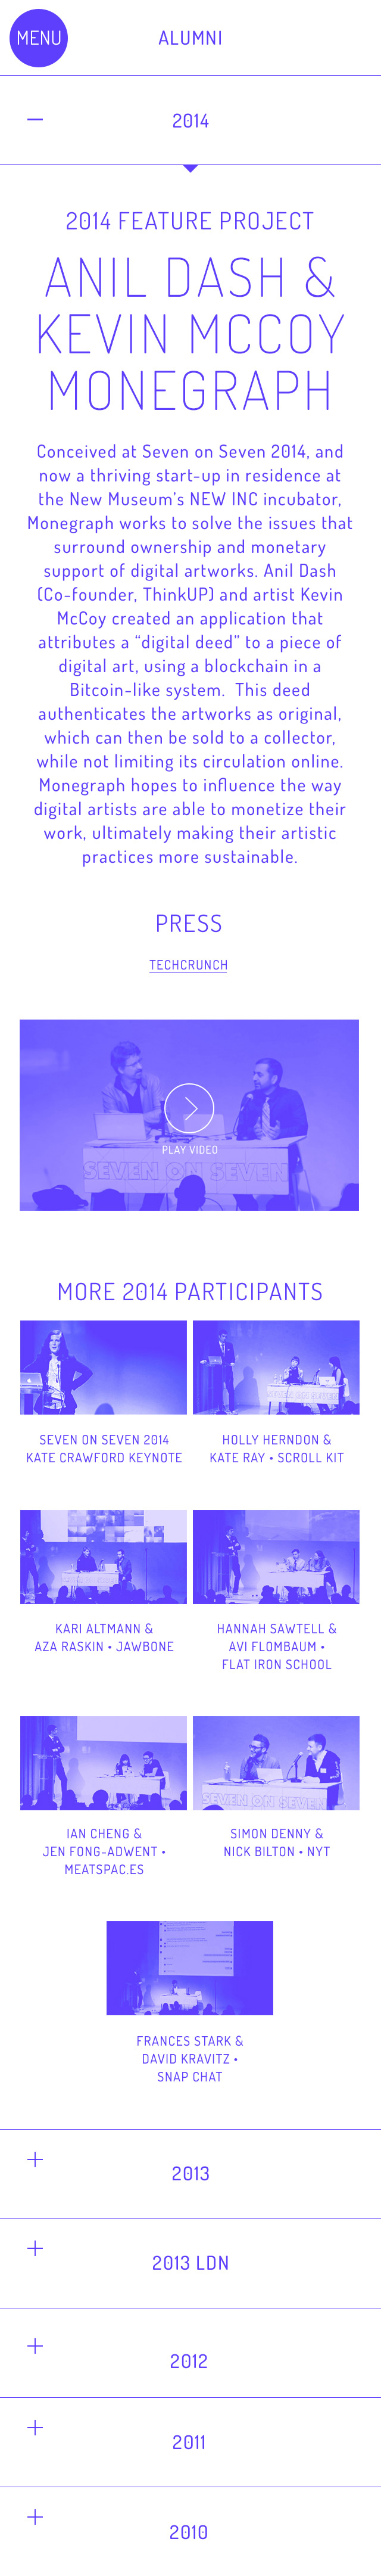 MENU
ALUMNI
2014
2014 FEATURE PROJECT
ANIL DASH &
KEVIN MCCOY
MONEGRAPH
Conceived at Seven on Seven 2014, and
now a thriving start-up in residence at
the New Museum's NEW INC incubator,
Monegraph works to solve the issues that
surround ownership and monetary
support of digital artworks. Anil Dash
(Co-founder, ThinkUP) and artist Kevin
McCoy created an application that
attributes a “digital deed” to a piece of
digital art, using a blockchain in a
Bitcoin-like system.  This deed
authenticates the artworks as original,
which can then be sold to a collector,
while not limiting its circulation online.
Monegraph hopes to influence the way
digital artists are able to monetize their
work, ultimately making their artistic
practices more sustainable.
PRESS
TECHCRUNCH
PLAY VIDEO
SEVEN ON SEVEN
MORE 2014 PARTICIPANTS
SEVEN ON SEVEN 2014
KATE CRAWFORD KEYNOTE
HOLLY HERNDON &
KATE RAY • SCROLL KIT
KARI ALTMANN &
AZA RASKIN • JAWBONE
HANNAH SAWTELL &
AVI FLOMBAUM •
FLAT IRON SCHOOL
SEVEN ON SEVEN
IAN CHENG &
JEN FONG-ADWENT •
MEATSPAC.ES
SIMON DENNY &
NICK BILTON • NYT
FRANCES STARK &
DAVID KRAVITZ •
SNAP CHAT
2013
2013 LDN
2012
2011
2010